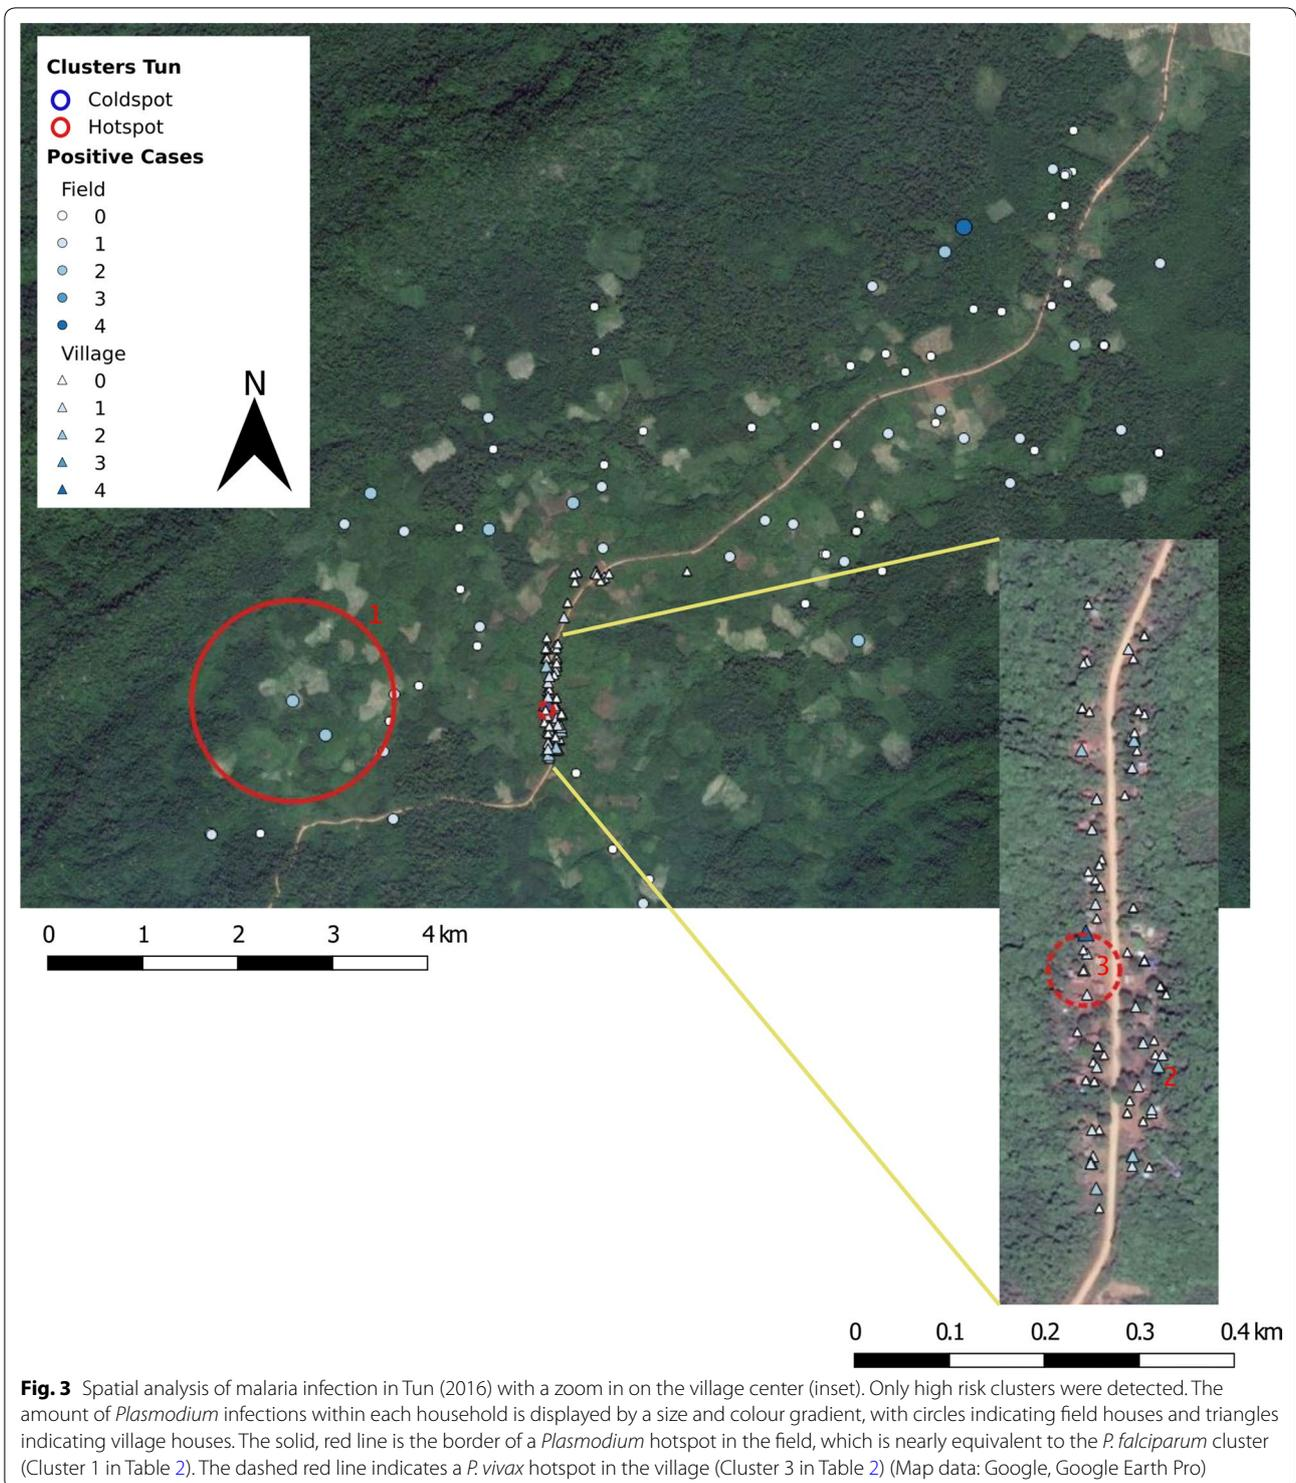 Clusters Tun
Coldspot
Hotspot
Positive Cases
Field
0
1
2
3
4
Village
0
1
2
3
4
N
1
3
2
0 1 2 3 4 km
0 0.1 0.2 0.3 0.4 km
Fig. 3 Spatial analysis of malaria infection in Tun (2016) with a zoom in on the village center (inset). Only high risk clusters were detected. The
amount of Plasmodium infections within each household is displayed by a size and colour gradient, with circles indicating field houses and triangles
indicating village houses. The solid, red line is the border of a Plasmodium hotspot in the field, which is nearly equivalent to the P. falciparum cluster
(Cluster 1 in Table 2). The dashed red line indicates a P. vivax hotspot in the village (Cluster 3 in Table 2) (Map data: Google, Google Earth Pro)